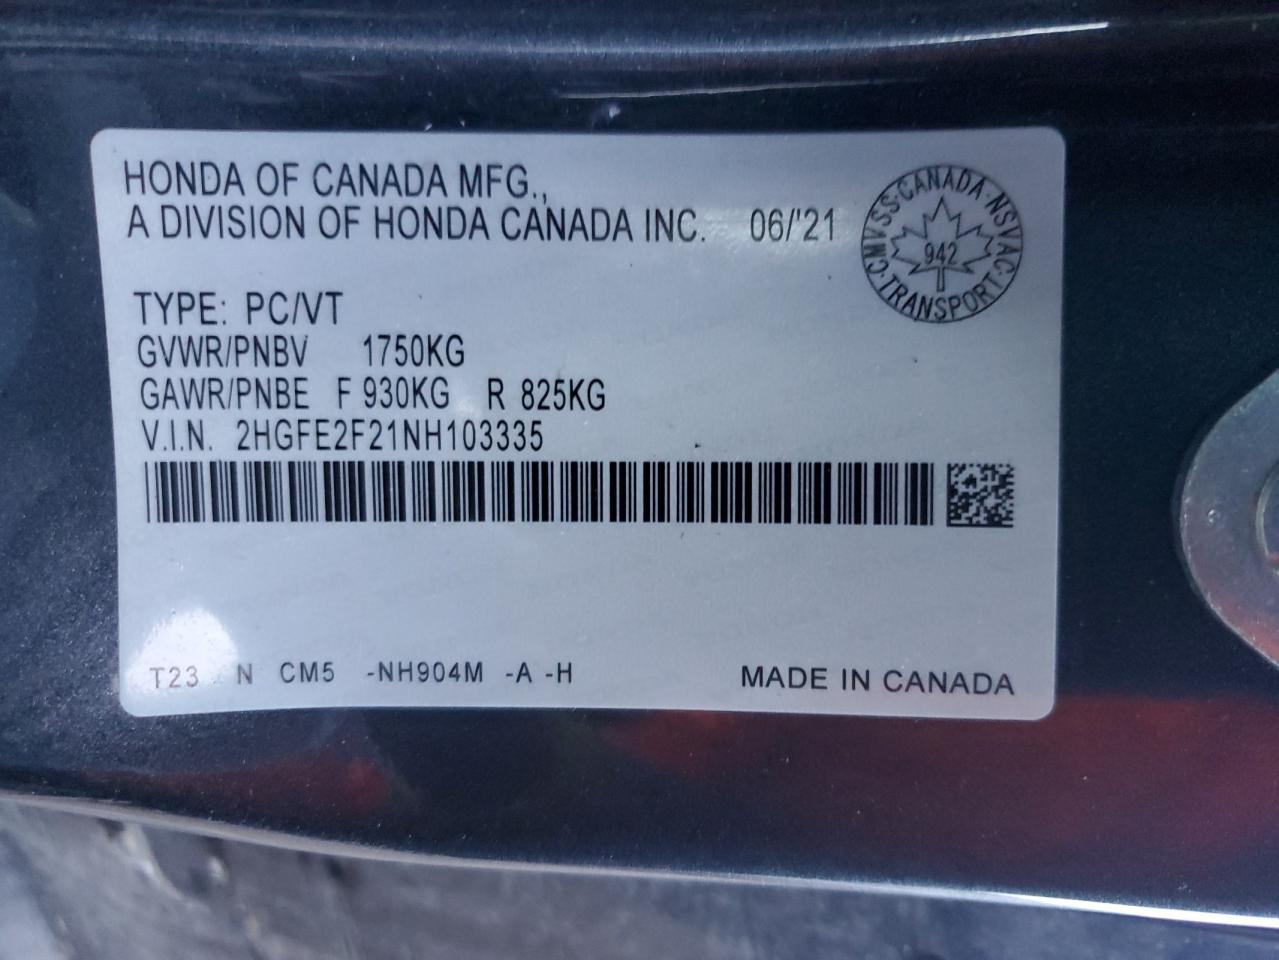 HONDA OF CANADA MFG.,
A DIVISION OF HONDA CANADA INC. 06/'21
CMVSS·CANADA·NSVAC·TRANSPORT·
942
TYPE: PC/VT
GVWR/PNBV 1750KG
GAWR/PNBE F 930KG R 825KG
V.I.N. 2HGFE2F21NH103335
T23 N CM5 -NH904M -A -H MADE IN CANADA